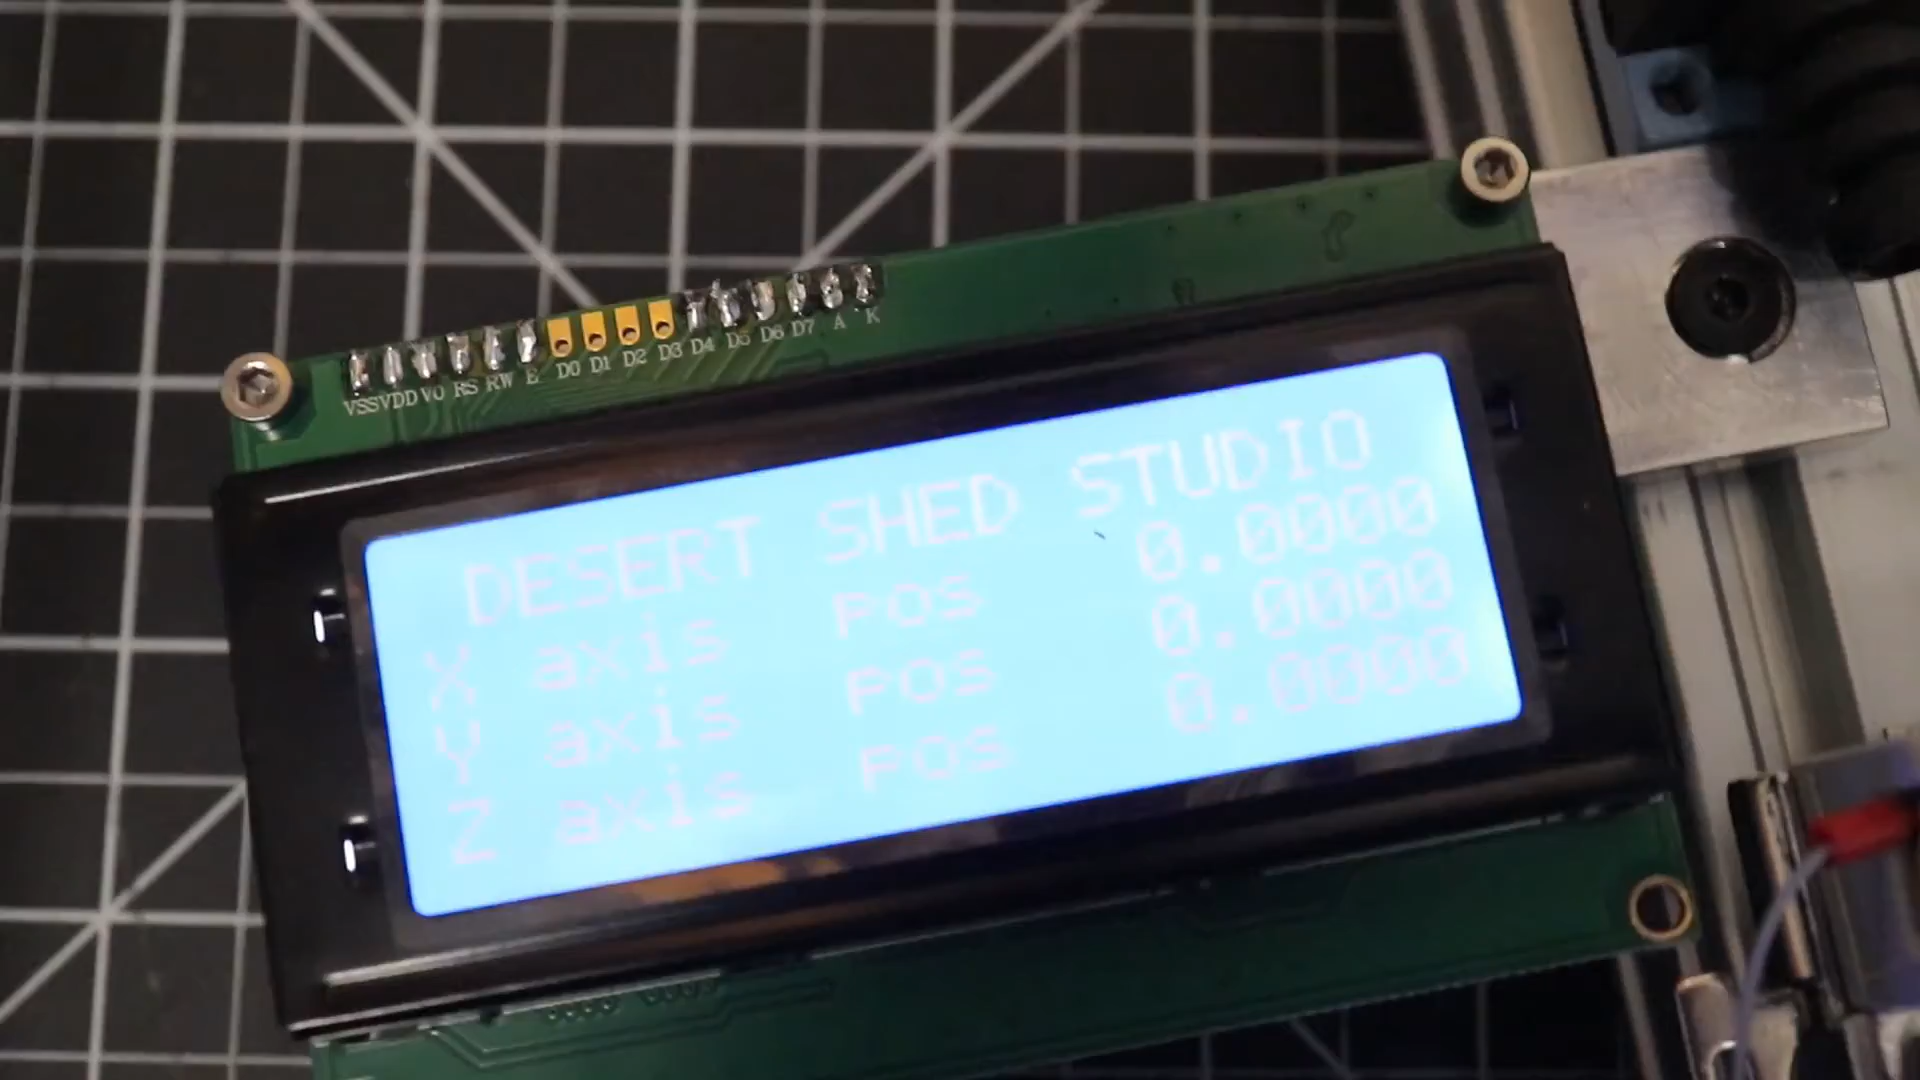 VSS VDD VO RS RW E D0 D1 D2 D3 D4 D5 D6 D7 A K
DESERT SHED STUDIO
X axis POS 0.0000
Y axis POS 0.0000
Z axis POS 0.0000